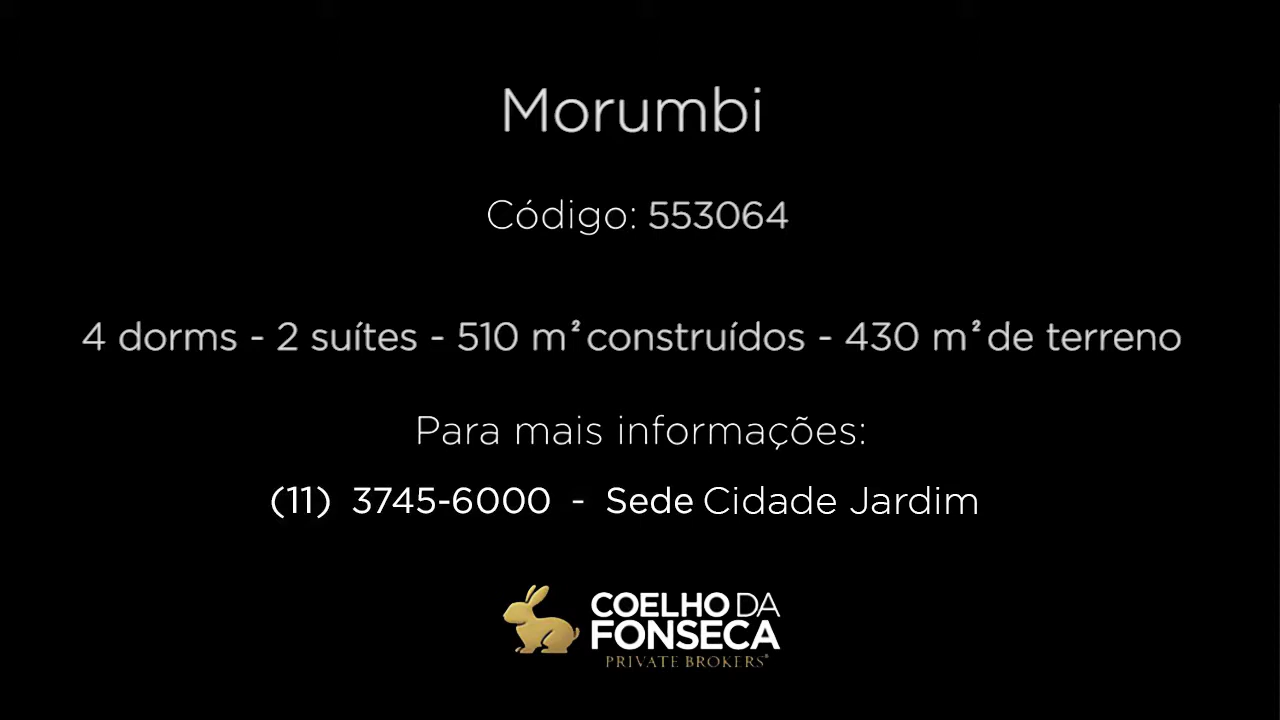 Morumbi
Código: 553064
4 dorms - 2 suítes - 510 m² construídos - 430 m² de terreno
Para mais informações:
(11) 3745-6000 - Sede Cidade Jardim
COELHO DA
FONSECA
PRIVATE BROKERS®